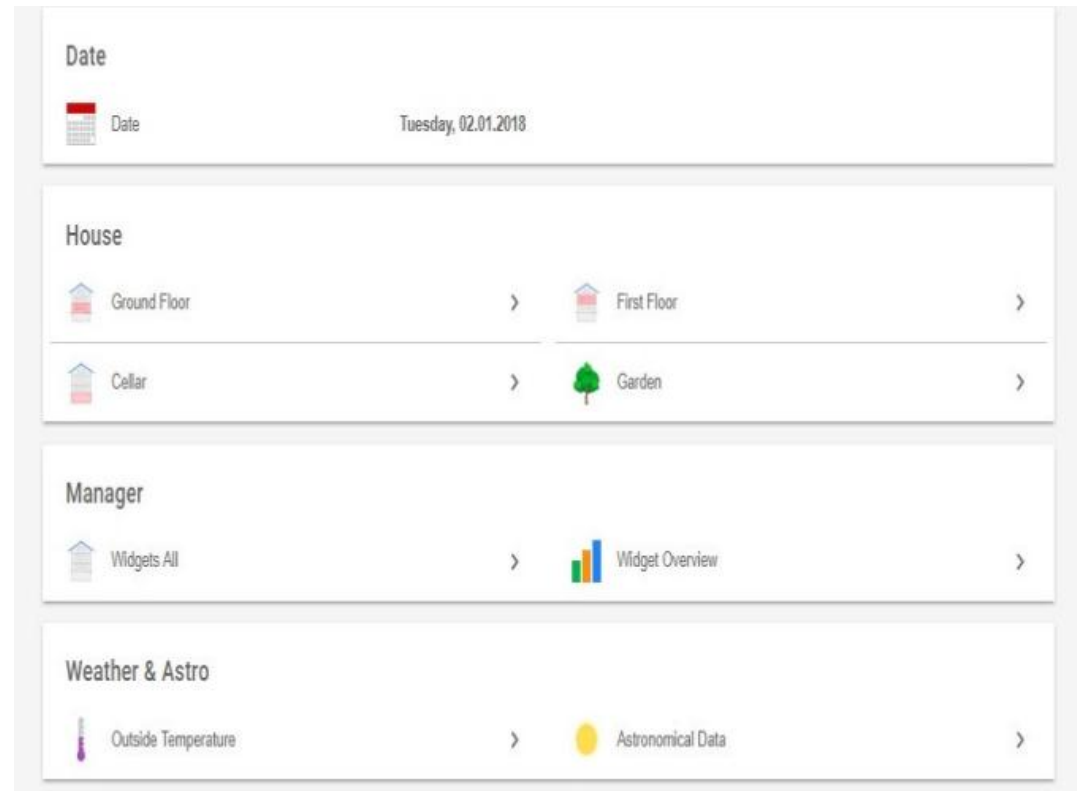 Date
Date Tuesday, 02.01.2018
House
Ground Floor First Floor
Cellar Garden
Manager
Widgets All Widget Overview
Weather & Astro
Outside Temperature Astronomical Data